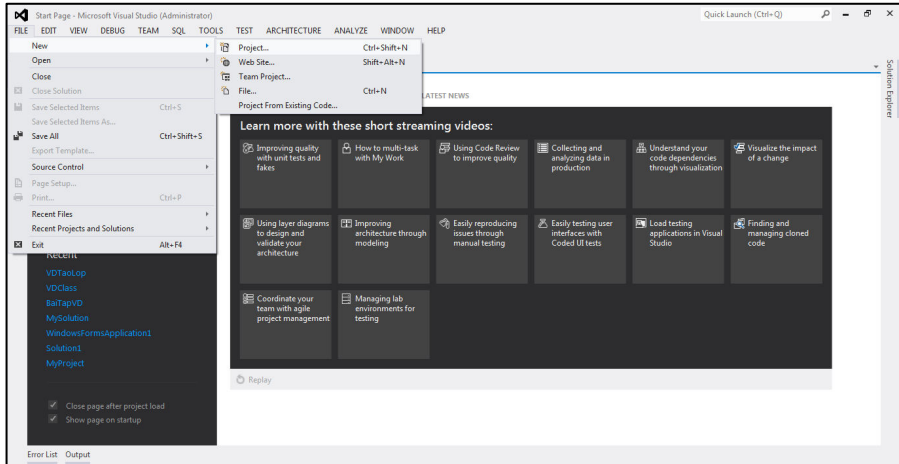 Start Page - Microsoft Visual Studio (Administrator)
Quick Launch (Ctrl+Q)
FILE EDIT VIEW DEBUG TEAM SQL TOOLS TEST ARCHITECTURE ANALYZE WINDOW HELP
New
Open
Close
Close Solution
Save Selected Items Ctrl+S
Save Selected Items As...
Save All Ctrl+Shift+S
Export Template...
Source Control
Page Setup...
Print... Ctrl+P
Recent Files
Recent Projects and Solutions
Exit Alt+F4
Project... Ctrl+Shift+N
Web Site... Shift+Alt+N
Team Project...
File... Ctrl+N
Project From Existing Code...
Solution Explorer
LATEST NEWS
Learn more with these short streaming videos:
Improving quality
with unit tests and
fakes
How to multi-task
with My Work
Using Code Review
to improve quality
Collecting and
analyzing data in
production
Understand your
code dependencies
through visualization
Visualize the impact
of a change
Using layer diagrams
to design and
validate your
architecture
Improving
architecture through
modeling
Easily reproducing
issues through
manual testing
Easily testing user
interfaces with
Coded UI tests
Load testing
applications in Visual
Studio
Finding and
managing cloned
code
Coordinate your
team with agile
project management
Managing lab
environments for
testing
Replay
Recent
VDTaoLop
VDClass
BaiTapVD
MySolution
WindowsFormsApplication1
Solution1
MyProject
Close page after project load
Show page on startup
Error List Output